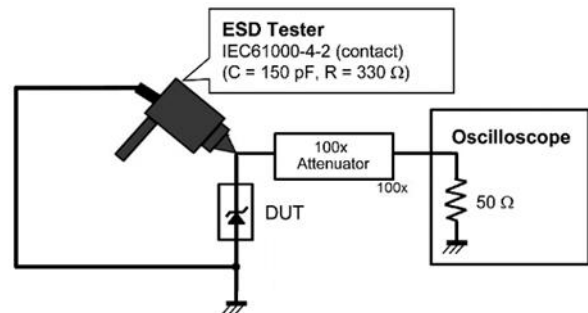 ESD Tester
IEC61000-4-2 (contact)
(C = 150 pF, R = 330 Ω)
100x
Attenuator
100x
Oscilloscope
50 Ω
DUT